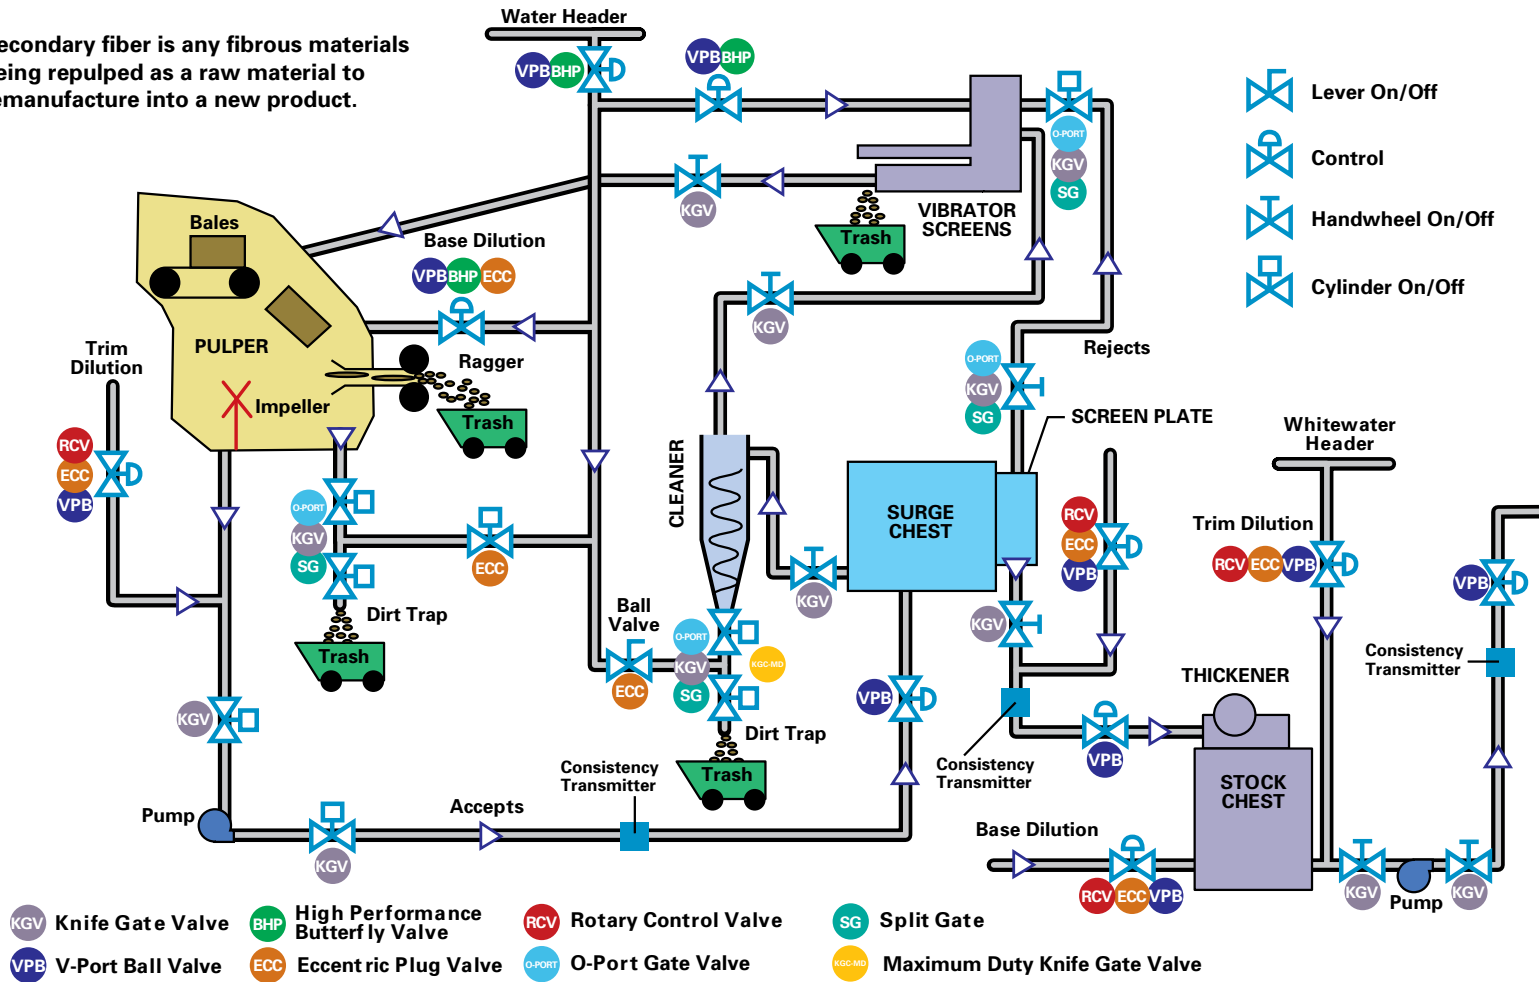 Water Header
econdary fiber is any fibrous materials
eing repulped as a raw material to
emanufacture into a new product.
VPB BHP
VPB BHP
Lever On/Off
Control
Handwheel On/Off
Cylinder On/Off
O-PORT
KGV
SG
KGV
VIBRATOR
SCREENS
Trash
Bales
Base Dilution
VPB BHP ECC
KGV
PULPER
Ragger
Impeller
Trash
Trim
Dilution
RCV
ECC
VPB
Rejects
O-PORT
KGV
SG
SCREEN PLATE
Whitewater
Header
CLEANER
SURGE
CHEST
O-PORT
KGV
SG
ECC
RCV
ECC
VPB
Trim Dilution
RCV ECC VPB
VPB
KGV
Dirt Trap
Trash
Ball
Valve
ECC
O-PORT
KGV
SG
KGC-MD
KGV
Consistency
Transmitter
THICKENER
VPB
KGV
Dirt Trap
Trash
Consistency
Transmitter
Consistency
Transmitter
VPB
STOCK
CHEST
Pump
Accepts
KGV
Base Dilution
RCV ECC VPB
KGV
Pump
KGV
KGV Knife Gate Valve
BHP High Performance
Butterfly Valve
RCV Rotary Control Valve
SG Split Gate
VPB V-Port Ball Valve
ECC Eccentric Plug Valve
O-PORT O-Port Gate Valve
KGC-MD Maximum Duty Knife Gate Valve